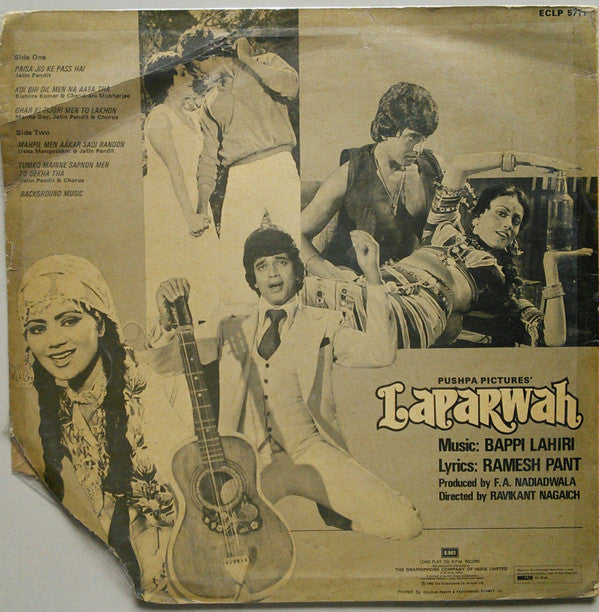 ECLP 5711
Side One
PAISA JIS KE PASS HAI
Jatin Pandit
KOI BHI DIL MEN NA AAYA THA
Kishore Kumar & Chandrani Mukherjee
GHAR KI TIJORI MEN TO LAKHON
Manna Dey, Jatin Pandit & Chorus
Side Two
MAHFIL MEN AAKAR SAQI BANOON
Usha Mangeshkar & Jatin Pandit
TUMKO MAINNE SAPNON MEN
TO SEKHA THA
Jatin Pandit & Chorus
BACKGROUND MUSIC
PUSHPA PICTURES'
Laparwah
Music: BAPPI LAHIRI
Lyrics: RAMESH PANT
Produced by F.A. NADIADWALA
Directed by RAVIKANT NAGAICH
EMI
LONG PLAY 33⅓ R.P.M. RECORD
THE GRAMOPHONE COMPANY OF INDIA LIMITED